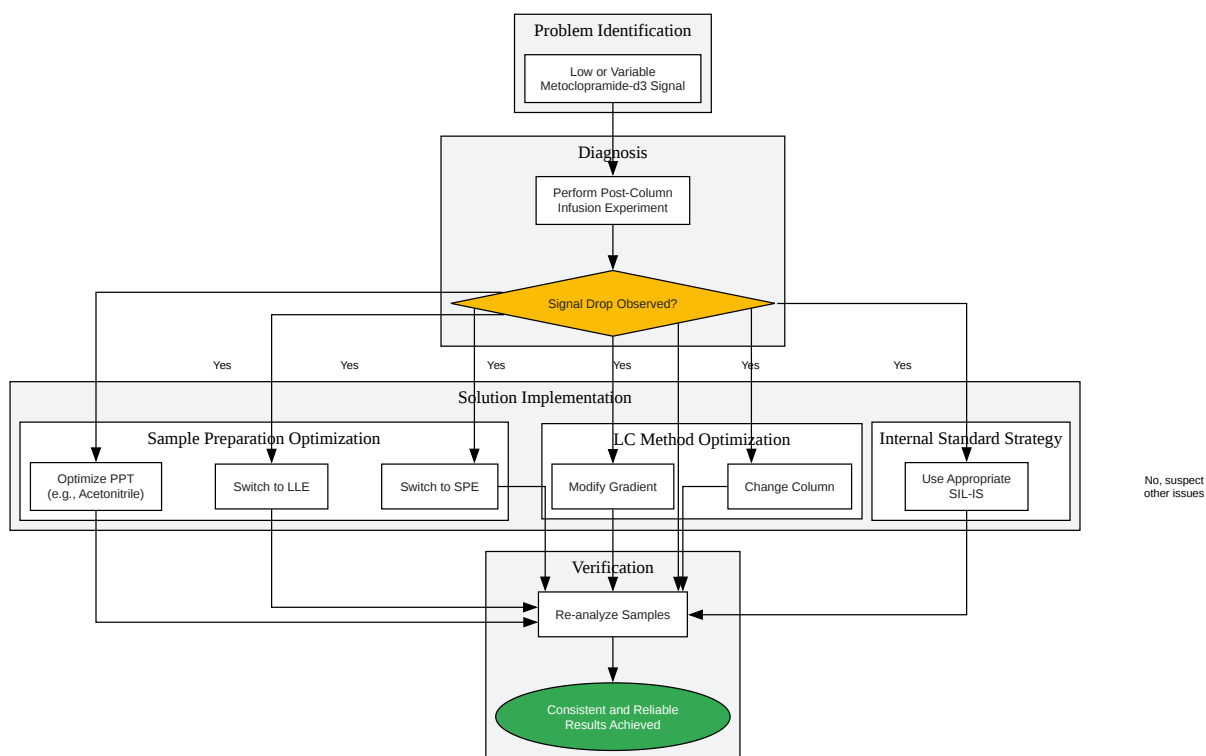 Problem Identification
Low or Variable
Metoclopramide-d3 Signal
Diagnosis
Perform Post-Column
Infusion Experiment
Signal Drop Observed?
Yes
Yes
Yes
Yes
Yes
Yes
Solution Implementation
Sample Preparation Optimization
Optimize PPT
(e.g., Acetonitrile)
Switch to LLE
Switch to SPE
LC Method Optimization
Modify Gradient
Change Column
Internal Standard Strategy
Use Appropriate
SIL-IS
No, suspect
other issues
Verification
Re-analyze Samples
Consistent and Reliable
Results Achieved